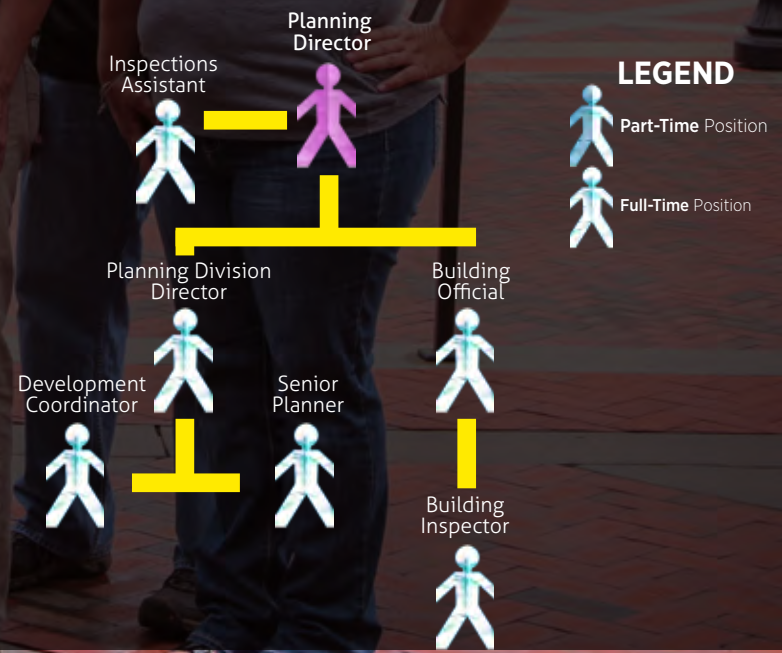 Planning
Director
Inspections
Assistant
LEGEND
Part-Time Position
Full-Time Position
Planning Division
Director
Building
Official
Development
Coordinator
Senior
Planner
Building
Inspector